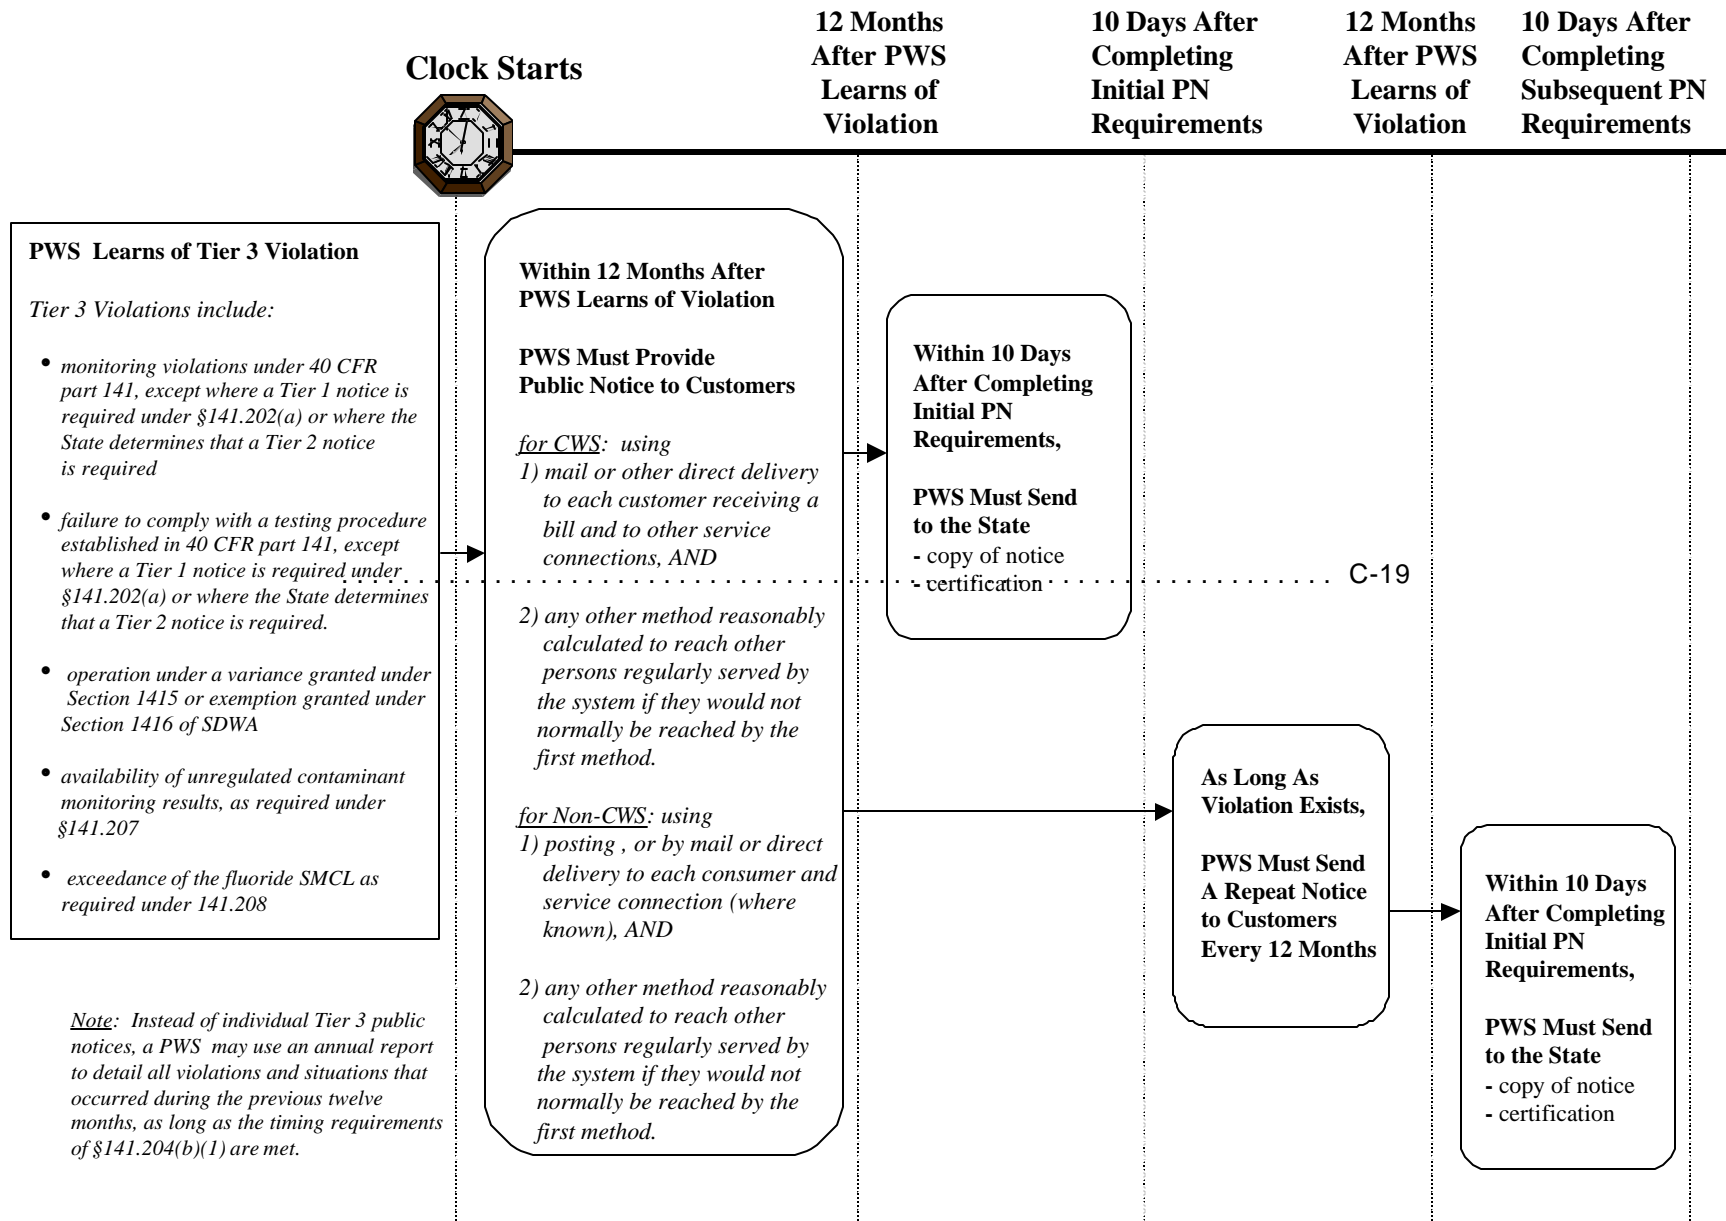 Clock Starts
12 Months
After PWS
Learns of
Violation
10 Days After
Completing
Initial PN
Requirements
12 Months
After PWS
Learns of
Violation
10 Days After
Completing
Subsequent PN
Requirements
PWS Learns of Tier 3 Violation
Tier 3 Violations include:
• monitoring violations under 40 CFR
part 141, except where a Tier 1 notice is
required under §141.202(a) or where the
State determines that a Tier 2 notice
is required
• failure to comply with a testing procedure
established in 40 CFR part 141, except
where a Tier 1 notice is required under
§141.202(a) or where the State determines
that a Tier 2 notice is required.
• operation under a variance granted under
Section 1415 or exemption granted under
Section 1416 of SDWA
• availability of unregulated contaminant
monitoring results, as required under
§141.207
• exceedance of the fluoride SMCL as
required under 141.208
Note: Instead of individual Tier 3 public
notices, a PWS may use an annual report
to detail all violations and situations that
occurred during the previous twelve
months, as long as the timing requirements
of §141.204(b)(1) are met.
Within 12 Months After
PWS Learns of Violation
PWS Must Provide
Public Notice to Customers
for CWS: using
1) mail or other direct delivery
to each customer receiving a
bill and to other service
connections, AND
2) any other method reasonably
calculated to reach other
persons regularly served by
the system if they would not
normally be reached by the
first method.
for Non-CWS: using
1) posting , or by mail or direct
delivery to each consumer and
service connection (where
known), AND
2) any other method reasonably
calculated to reach other
persons regularly served by
the system if they would not
normally be reached by the
first method.
Within 10 Days
After Completing
Initial PN
Requirements,
PWS Must Send
to the State
- copy of notice
- certification
C-19
As Long As
Violation Exists,
PWS Must Send
A Repeat Notice
to Customers
Every 12 Months
Within 10 Days
After Completing
Initial PN
Requirements,
PWS Must Send
to the State
- copy of notice
- certification